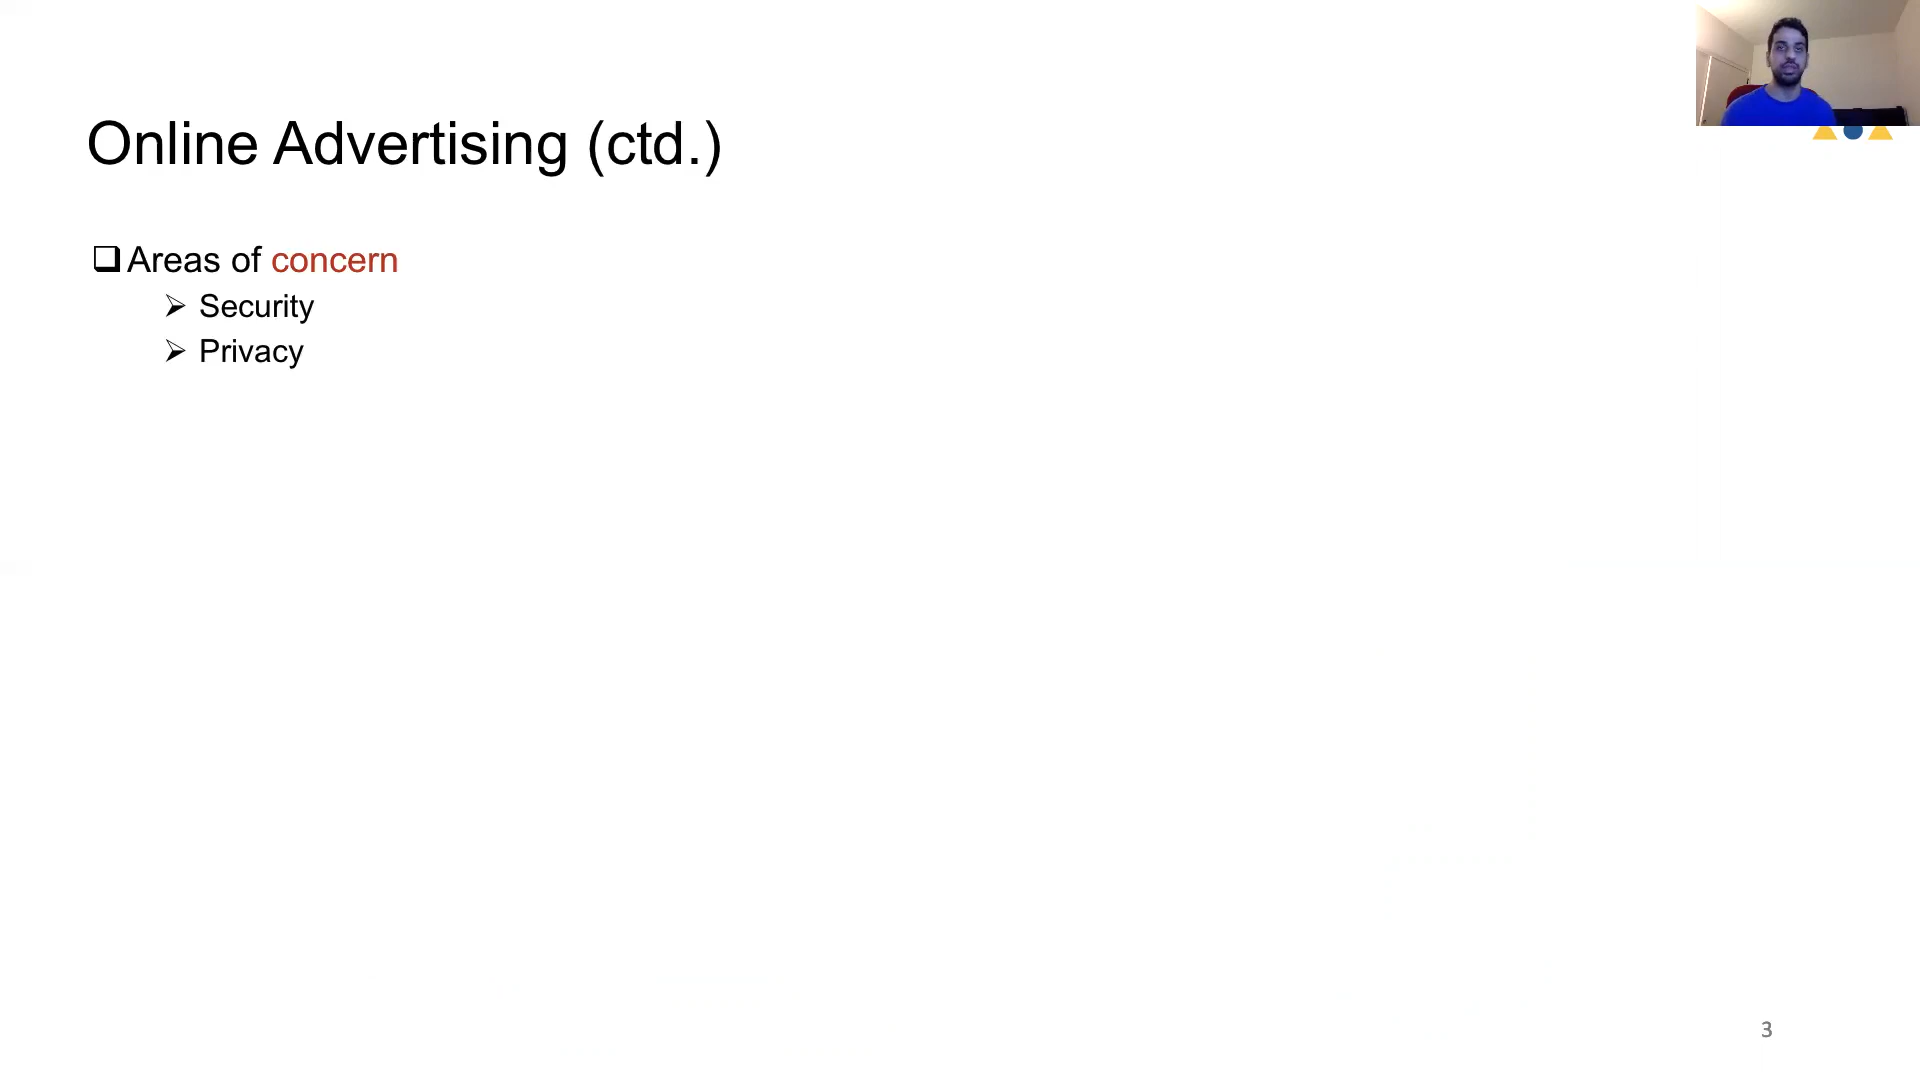 Online Advertising (ctd.)
Areas of concern
Security
Privacy
3